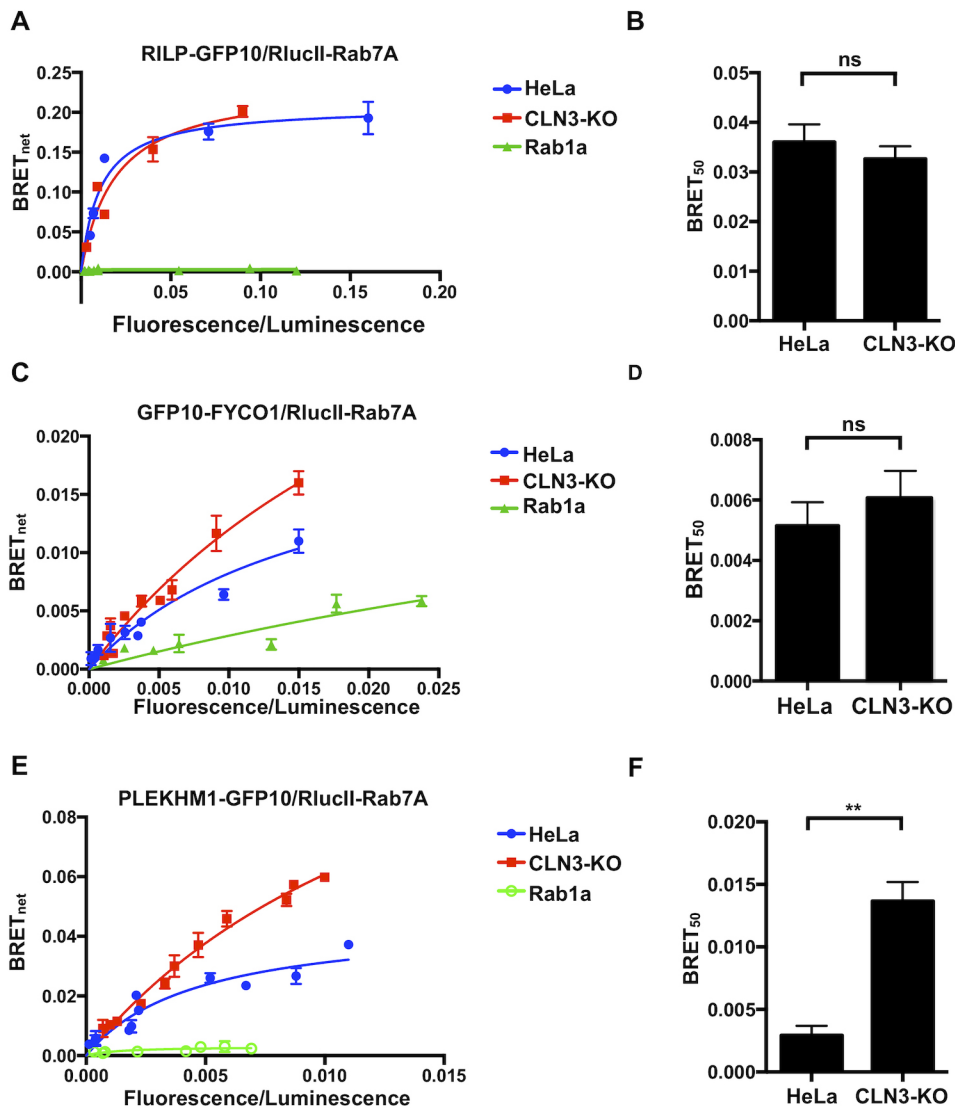 A
RILP-GFP10/RlucII-Rab7A
BRETnet
0.25
0.20
0.15
0.10
0.05
0.00
0.05
0.10
0.15
0.20
Fluorescence/Luminescence
HeLa
CLN3-KO
Rab1a
B
ns
BRET50
0.05
0.04
0.03
0.02
0.01
0.00
HeLa
CLN3-KO
C
GFP10-FYCO1/RlucII-Rab7A
BRETnet
0.020
0.015
0.010
0.005
0.000
0.000
0.005
0.010
0.015
0.020
0.025
Fluorescence/Luminescence
HeLa
CLN3-KO
Rab1a
D
ns
BRET50
0.008
0.006
0.004
0.002
0.000
HeLa
CLN3-KO
E
PLEKHM1-GFP10/RlucII-Rab7A
BRETnet
0.08
0.06
0.04
0.02
0.00
0.000
0.005
0.010
0.015
Fluorescence/Luminescence
HeLa
CLN3-KO
Rab1a
F
**
BRET50
0.020
0.015
0.010
0.005
0.000
HeLa
CLN3-KO